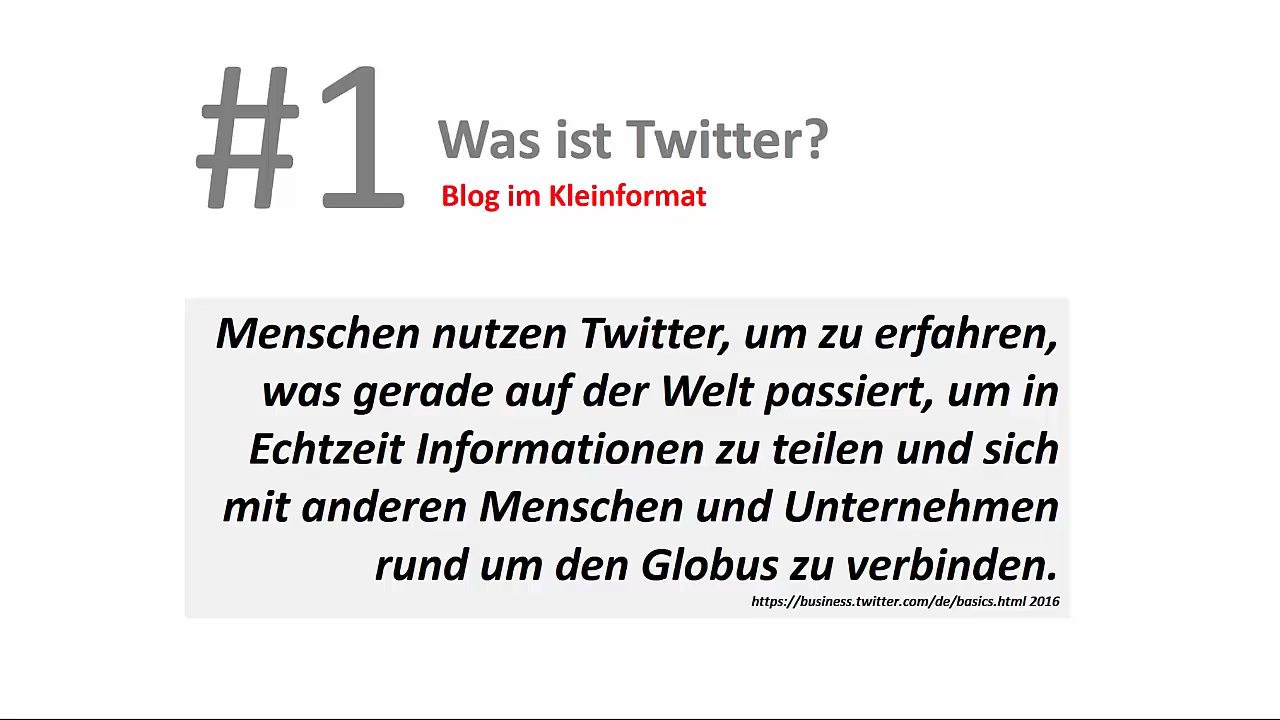 #1
Was ist Twitter?
Blog im Kleinformat
Menschen nutzen Twitter, um zu erfahren,
was gerade auf der Welt passiert, um in
Echtzeit Informationen zu teilen und sich
mit anderen Menschen und Unternehmen
rund um den Globus zu verbinden.
https://business.twitter.com/de/basics.html 2016